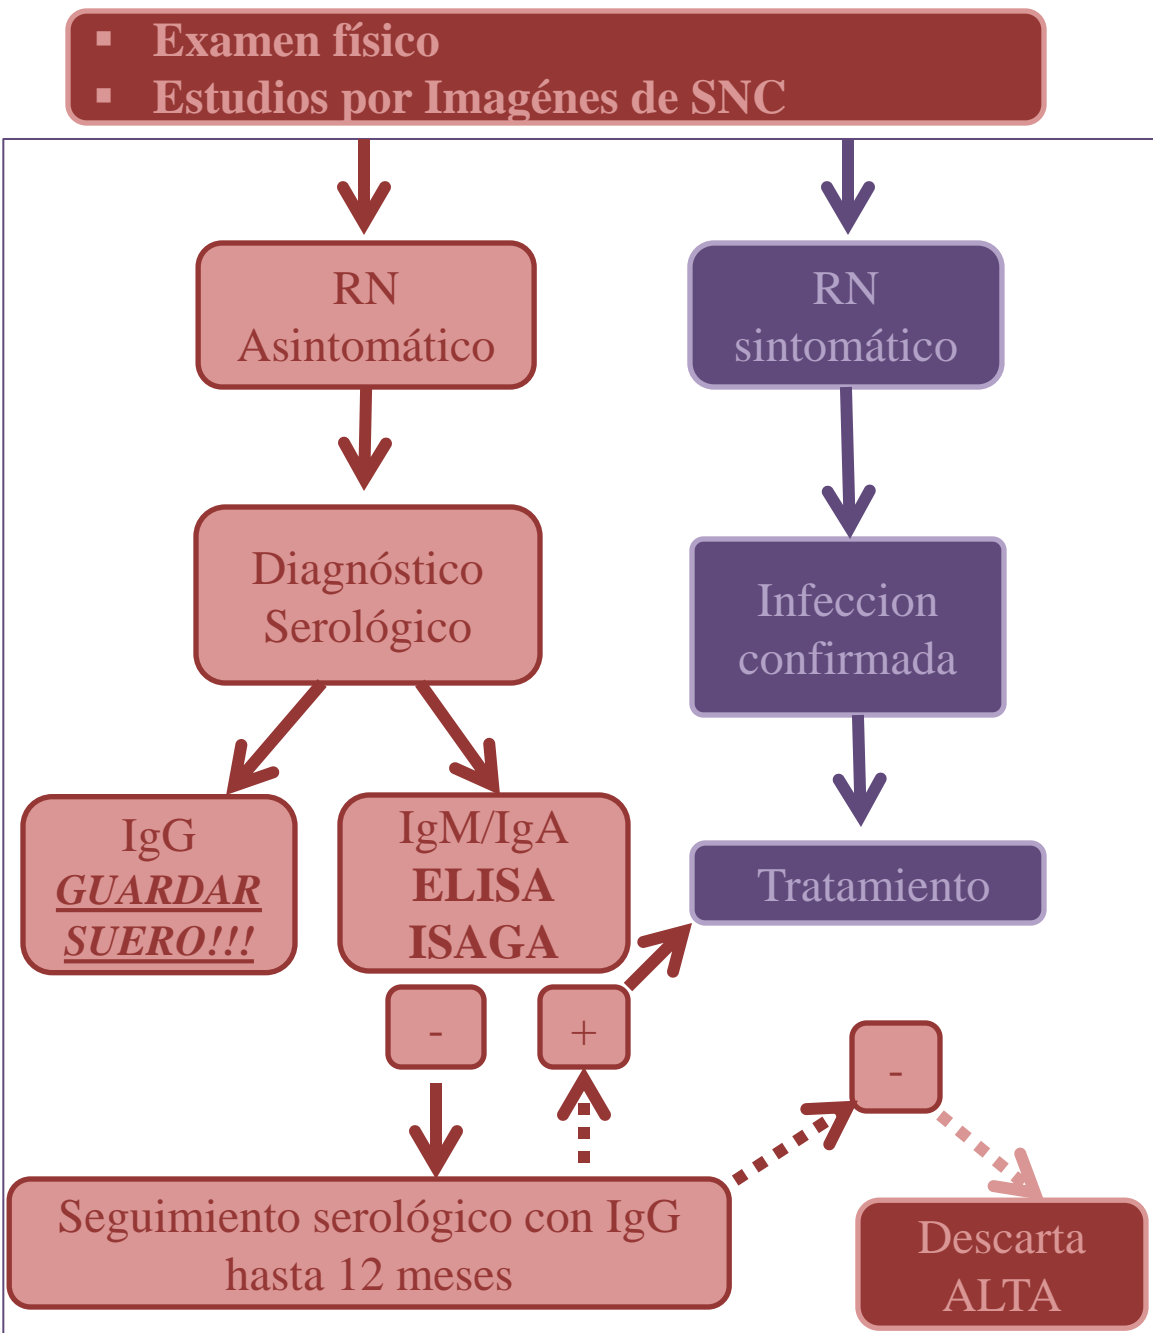 ▪ Examen físico
▪ Estudios por Imagénes de SNC
RN
Asintomático
RN
sintomático
Diagnóstico
Serológico
Infeccion
confirmada
IgG
GUARDAR
SUERO!!!
IgM/IgA
ELISA
ISAGA
Tratamiento
-
+
-
Seguimiento serológico con IgG
hasta 12 meses
Descarta
ALTA